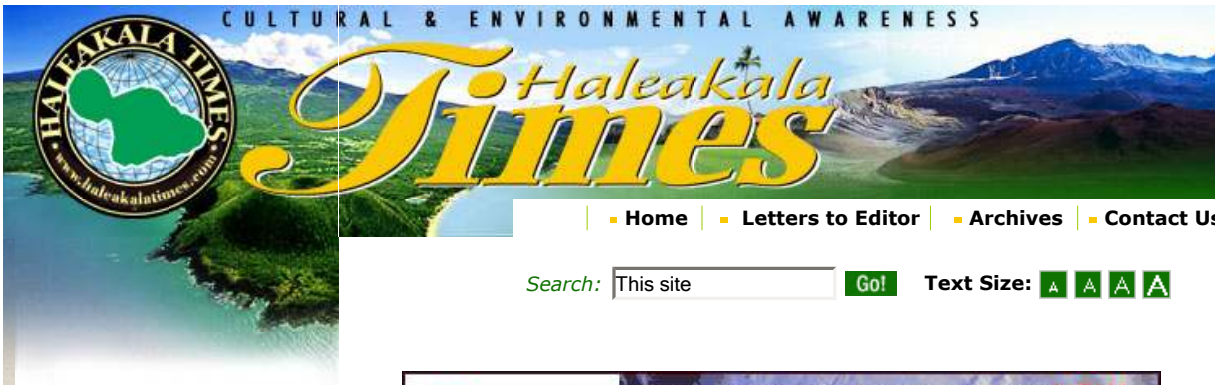 CULTURAL & ENVIRONMENTAL AWARENESS
HALEAKALA TIMES
www.haleakalatimes.com
Haleakala
Times
Home Letters to Editor Archives Contact Us
Search: This site Go! Text Size: A A A A